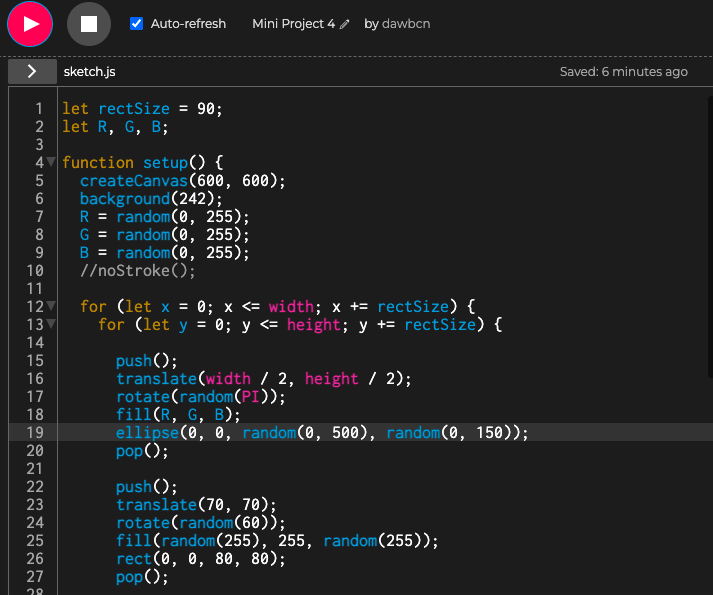 Auto-refresh Mini Project 4 by dawbcn
sketch.js Saved: 6 minutes ago
1 let rectSize = 90;
2 let R, G, B;
3
4 function setup() {
5 createCanvas(600, 600);
6 background(242);
7 R = random(0, 255);
8 G = random(0, 255);
9 B = random(0, 255);
10 //noStroke();
11
12 for (let x = 0; x <= width; x += rectSize) {
13 for (let y = 0; y <= height; y += rectSize) {
14
15 push();
16 translate(width / 2, height / 2);
17 rotate(random(PI));
18 fill(R, G, B);
19 ellipse(0, 0, random(0, 500), random(0, 150));
20 pop();
21
22 push();
23 translate(70, 70);
24 rotate(random(60));
25 fill(random(255), 255, random(255));
26 rect(0, 0, 80, 80);
27 pop();
28